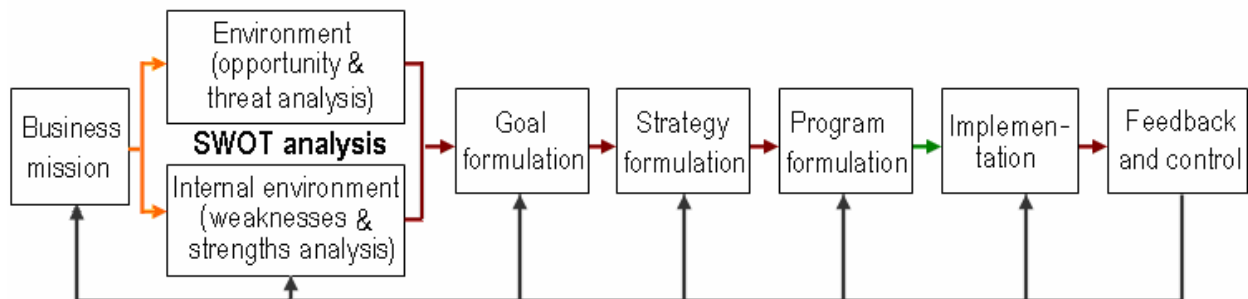 Business
mission
Environment
(opportunity &
threat analysis)
SWOT analysis
Internal environment
(weaknesses &
strengths analysis)
Goal
formulation
Strategy
formulation
Program
formulation
Implemen-
tation
Feedback
and control